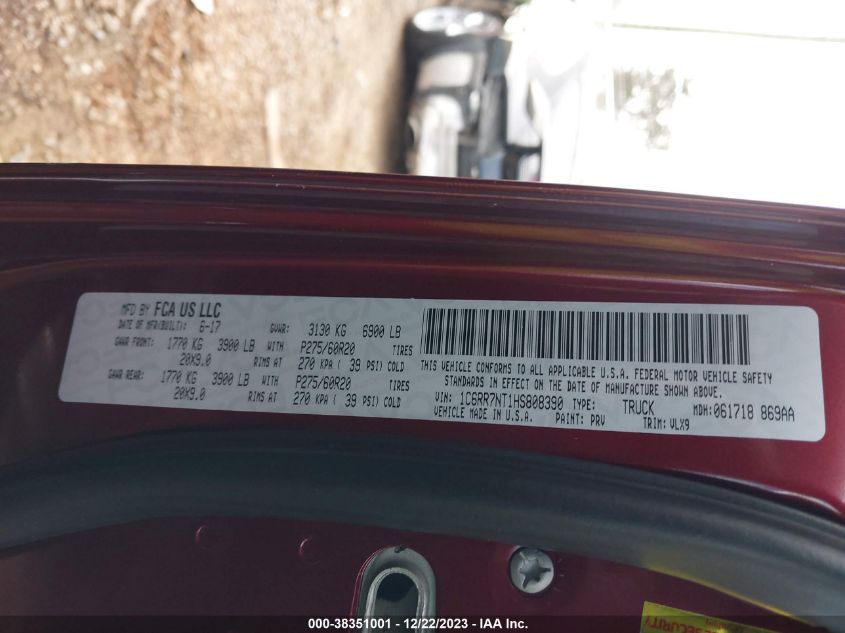 MFD BY FCA US LLC
DATE OF MFR(BUILT): 6-17 GVWR: 3130 KG 6900 LB
GAWR FRONT: 1770 KG 3900 LB WITH P275/60R20 TIRES
20X9.0 RIMS AT 270 KPA ( 39 PSI) COLD
GAWR REAR: 1770 KG 3900 LB WITH P275/60R20 TIRES
20X9.0 RIMS AT 270 KPA ( 39 PSI) COLD
THIS VEHICLE CONFORMS TO ALL APPLICABLE U.S.A. FEDERAL MOTOR VEHICLE SAFETY
STANDARDS IN EFFECT ON THE DATE OF MANUFACTURE SHOWN ABOVE.
VIN: 1C6RR7NT1HS808390 TYPE: TRUCK MDH: 061718 869AA
VEHICLE MADE IN U.S.A. PAINT: PRV TRIM: VLX9
SECURITY
000-38351001 - 12/22/2023 - IAA Inc.